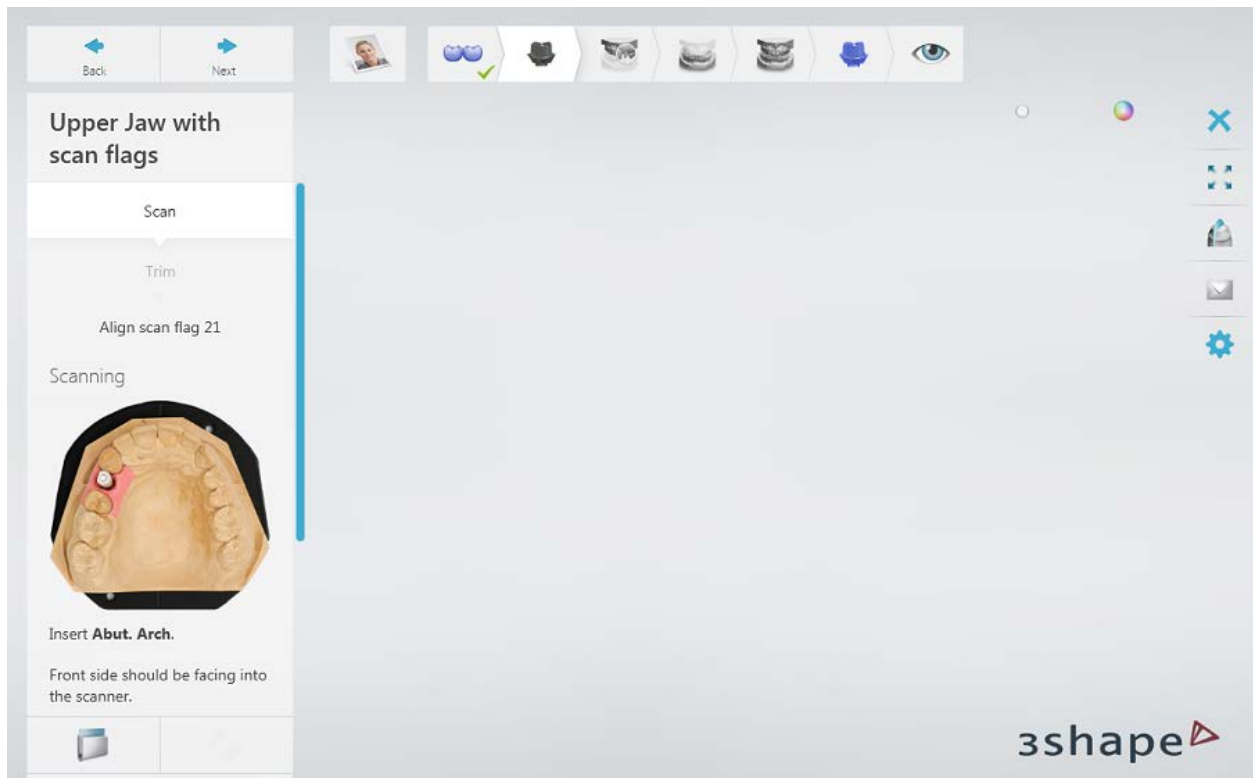 Back
Next
Upper Jaw with
scan flags
Scan
Trim
Align scan flag 21
Scanning
Insert Abut. Arch.
Front side should be facing into
the scanner.
3shape